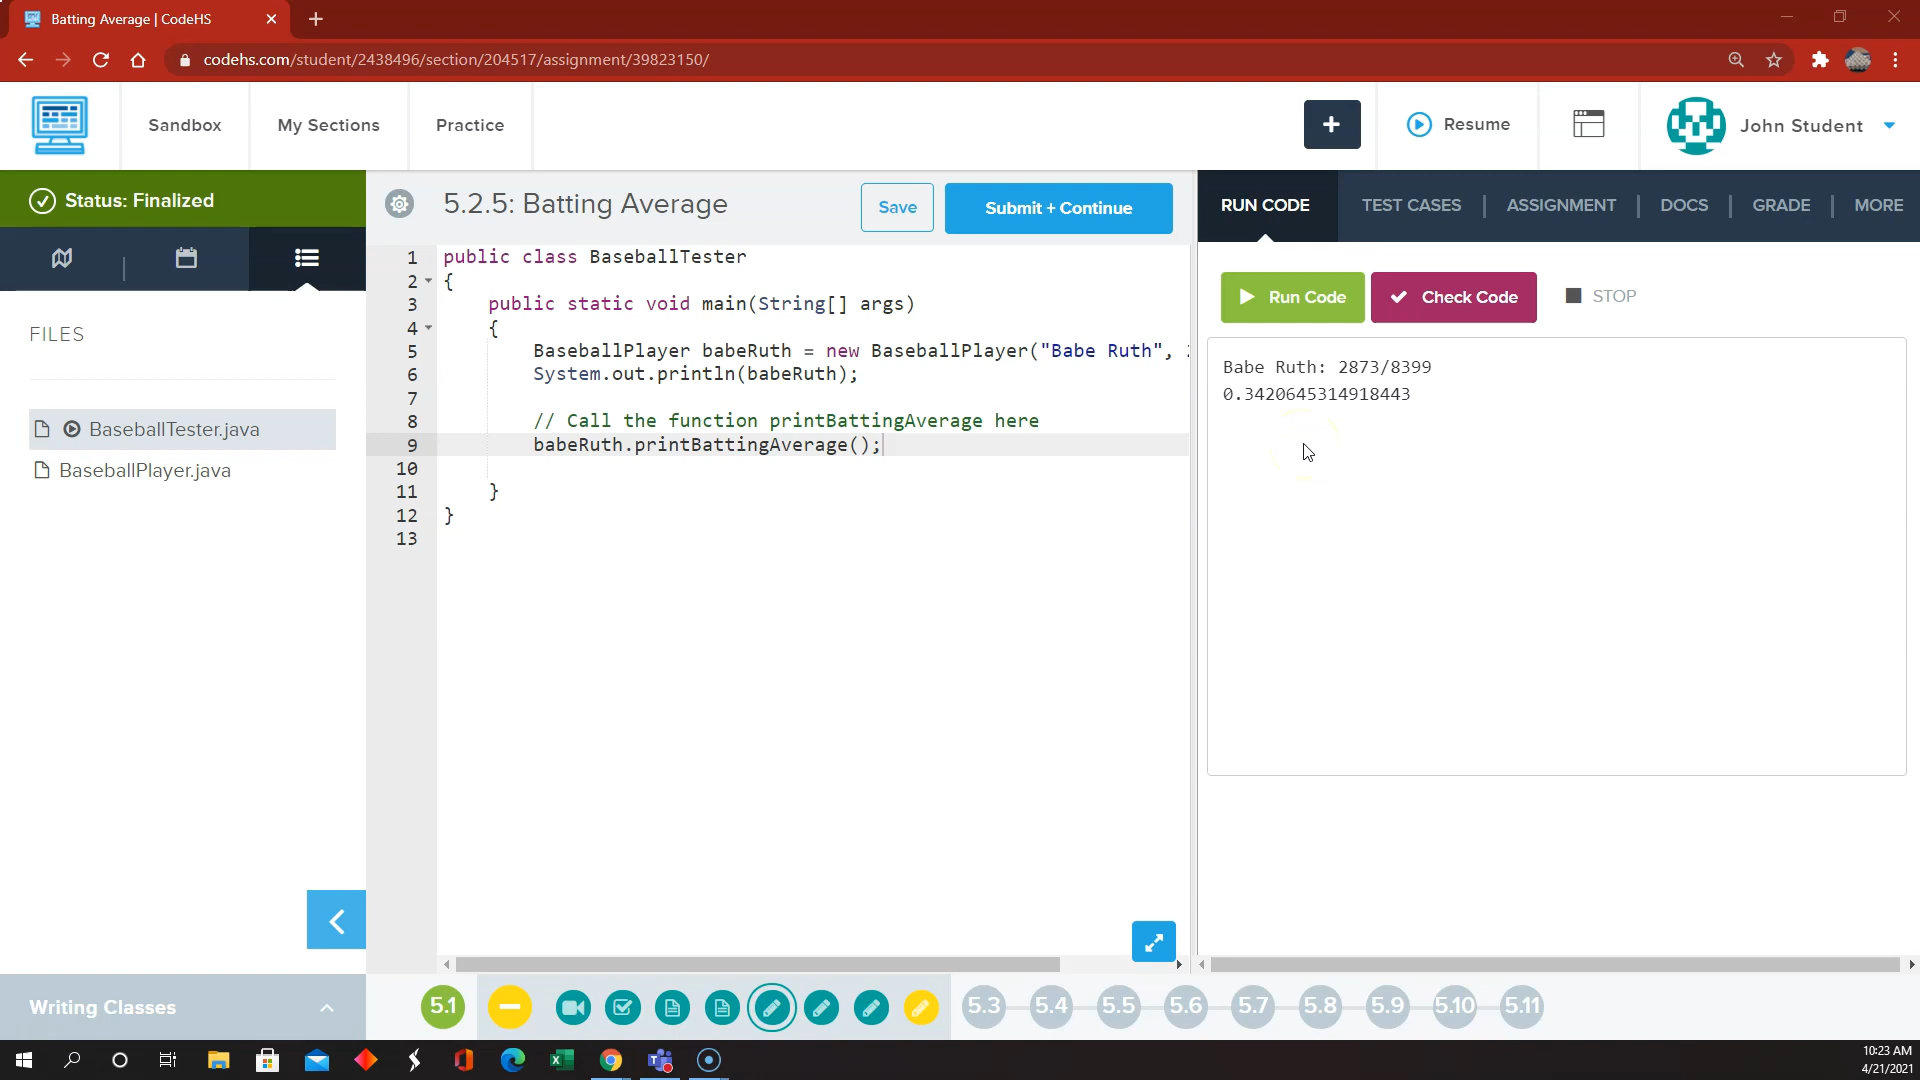 Batting Average | CodeHS
codehs.com/student/2438496/section/204517/assignment/39823150/
Sandbox
My Sections
Practice
+
Resume
John Student
Status: Finalized
5.2.5: Batting Average
Save
Submit + Continue
RUN CODE
TEST CASES
ASSIGNMENT
DOCS
GRADE
MORE
FILES
BaseballTester.java
BaseballPlayer.java
1 public class BaseballTester
2 {
3 public static void main(String[] args)
4 {
5 BaseballPlayer babeRuth = new BaseballPlayer("Babe Ruth",
6 System.out.println(babeRuth);
7
8 // Call the function printBattingAverage here
9 babeRuth.printBattingAverage();
10
11 }
12 }
13
Run Code
Check Code
STOP
Babe Ruth: 2873/8399
0.3420645314918443
Writing Classes
5.1
5.3
5.4
5.5
5.6
5.7
5.8
5.9
5.10
5.11
10:23 AM
4/21/2021